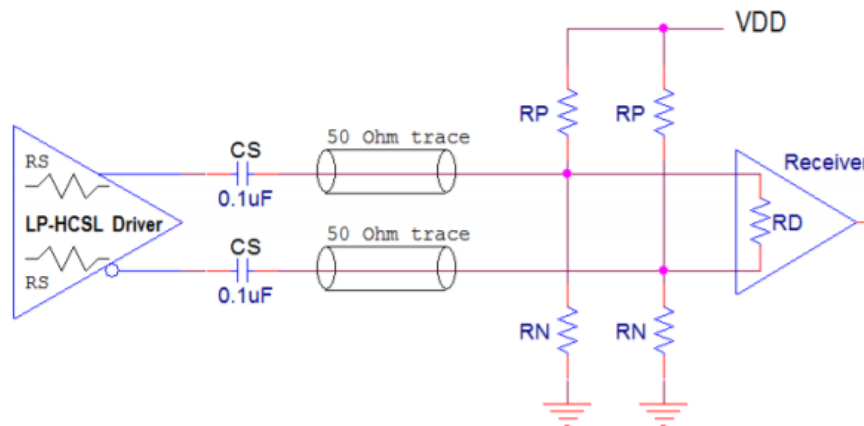 VDD
RP
RP
50 Ohm trace
Receiver
RS
CS
0.1uF
RD
LP-HCSL Driver
50 Ohm trace
CS
RS
0.1uF
RN
RN